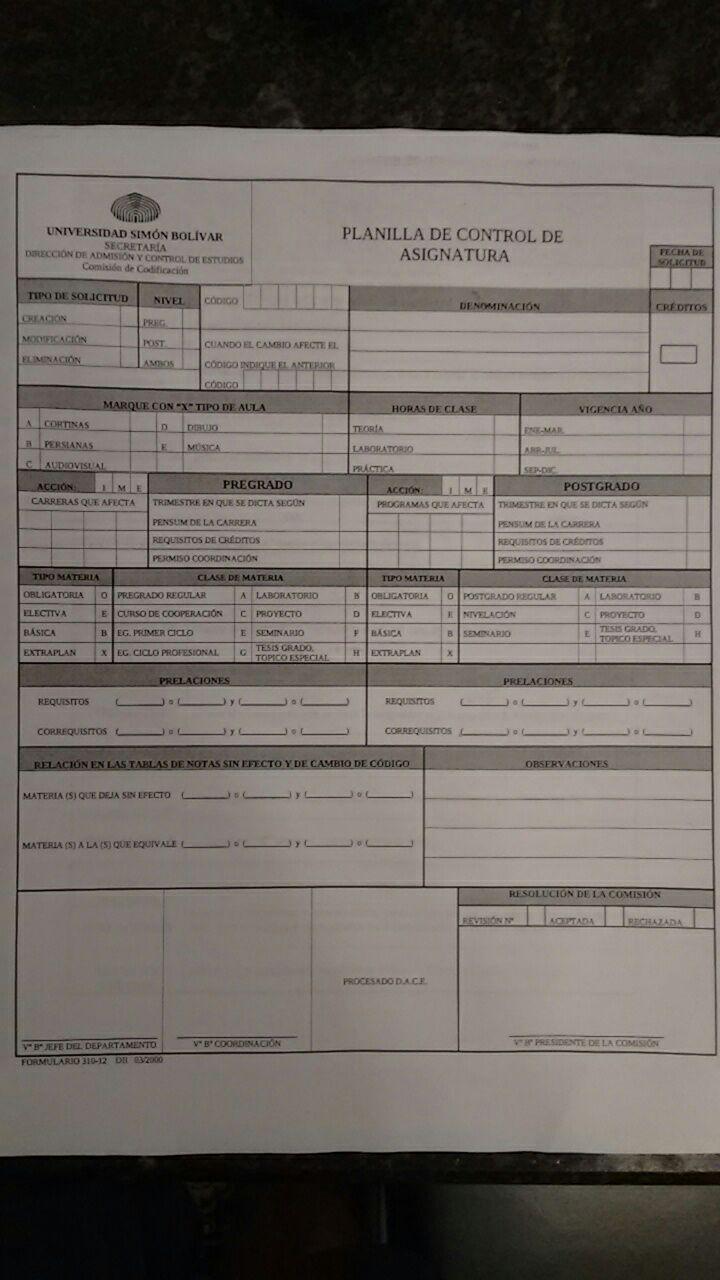 UNIVERSIDAD SIMÓN BOLÍVAR
SECRETARÍA
DIRECCIÓN DE ADMISIÓN Y CONTROL DE ESTUDIOS
Comisión de Codificación
PLANILLA DE CONTROL DE
ASIGNATURA
FECHA DE
SOLICITUD
TIPO DE SOLICITUD NIVEL CÓDIGO DENOMINACIÓN CRÉDITOS
CREACIÓN PREG.
MODIFICACIÓN POST. CUANDO EL CAMBIO AFECTE EL
ELIMINACIÓN AMBOS CÓDIGO INDIQUE EL ANTERIOR
CÓDIGO
MARQUE CON "X" TIPO DE AULA HORAS DE CLASE VIGENCIA AÑO
A CORTINAS D DIBUJO TEORÍA ENE-MAR.
B PERSIANAS E MÚSICA LABORATORIO ABR-JUL.
C AUDIOVISUAL PRÁCTICA SEP-DIC.
ACCIÓN: I M E PREGRADO ACCIÓN: I M E POSTGRADO
CARRERAS QUE AFECTA TRIMESTRE EN QUE SE DICTA SEGÚN PROGRAMAS QUE AFECTA TRIMESTRE EN QUE SE DICTA SEGÚN
PENSUM DE LA CARRERA PENSUM DE LA CARRERA
REQUISITOS DE CRÉDITOS REQUISITOS DE CRÉDITOS
PERMISO COORDINACIÓN PERMISO COORDINACIÓN
TIPO MATERIA CLASE DE MATERIA TIPO MATERIA CLASE DE MATERIA
OBLIGATORIA O PREGRADO REGULAR A LABORATORIO B OBLIGATORIA O POSTGRADO REGULAR A LABORATORIO B
ELECTIVA E CURSO DE COOPERACIÓN C PROYECTO D ELECTIVA E NIVELACIÓN C PROYECTO D
BÁSICA B EG. PRIMER CICLO E SEMINARIO F BÁSICA B SEMINARIO E TESIS GRADO, TOPICO ESPECIAL H
EXTRAPLAN X EG. CICLO PROFESIONAL G TESIS GRADO, TOPICO ESPECIAL H EXTRAPLAN X
PRELACIONES PRELACIONES
REQUISITOS (______) o (______) y (______) o (______) REQUISITOS (______) o (______) y (______) o (______)
CORREQUISITOS (______) o (______) y (______) o (______) CORREQUISITOS (______) o (______) y (______) o (______)
RELACIÓN EN LAS TABLAS DE NOTAS SIN EFECTO Y DE CAMBIO DE CÓDIGO OBSERVACIONES
MATERIA (S) QUE DEJA SIN EFECTO (______) o (______) y (______) o (______)
MATERIA (S) A LA (S) QUE EQUIVALE (______) o (______) y (______) o (______)
RESOLUCIÓN DE LA COMISIÓN
REVISIÓN Nº ACEPTADA RECHAZADA
PROCESADO D.A.C.E.
Vº Bº JEFE DEL DEPARTAMENTO Vº Bº COORDINACIÓN Vº Bº PRESIDENTE DE LA COMISIÓN
FORMULARIO 310-12 DB 03/2000